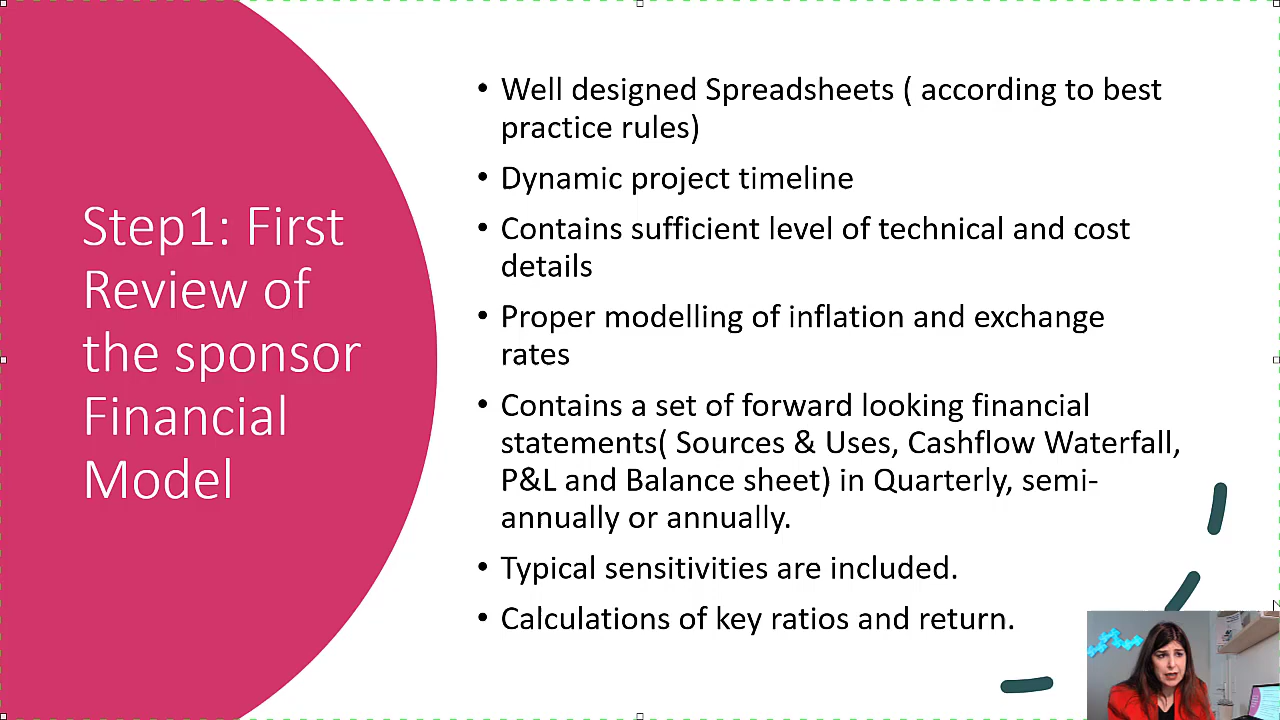 Step1: First
Review of
the sponsor
Financial
Model
• Well designed Spreadsheets ( according to best
practice rules)
• Dynamic project timeline
• Contains sufficient level of technical and cost
details
• Proper modelling of inflation and exchange
rates
• Contains a set of forward looking financial
statements( Sources & Uses, Cashflow Waterfall,
P&L and Balance sheet) in Quarterly, semi-
annually or annually.
• Typical sensitivities are included.
• Calculations of key ratios and return.